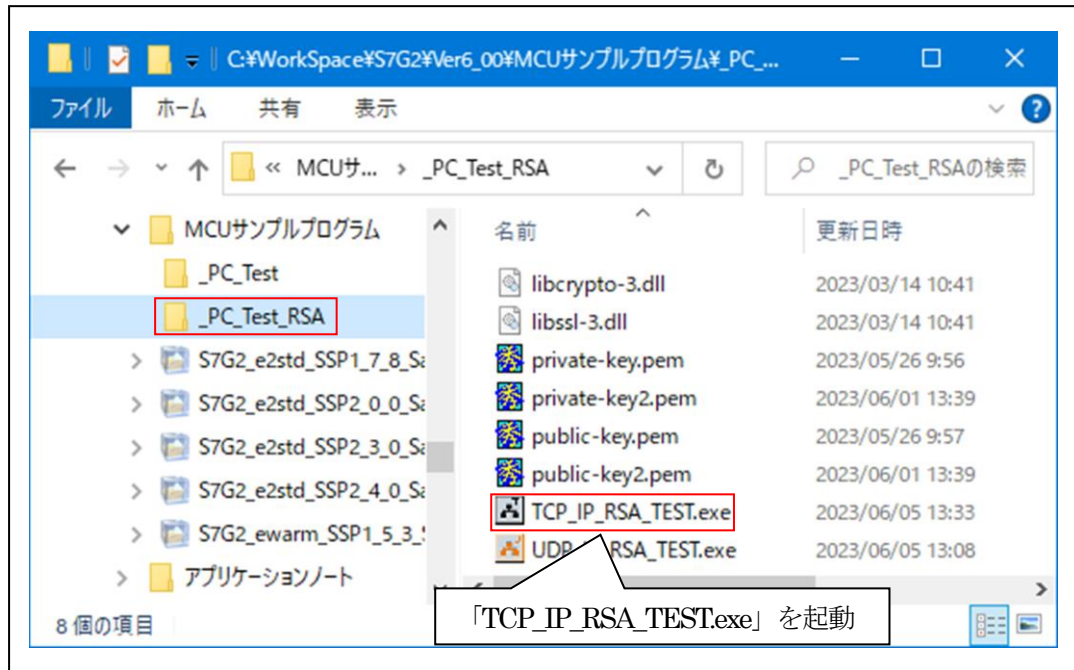 C:¥WorkSpace¥S7G2¥Ver6_00¥MCUサンプルプログラム¥_PC_...
ファイル ホーム 共有 表示
« MCUサ... › _PC_Test_RSA _PC_Test_RSAの検索
名前 更新日時
MCUサンプルプログラム
_PC_Test
_PC_Test_RSA
S7G2_e2std_SSP1_7_8_Sa
S7G2_e2std_SSP2_0_0_Sa
S7G2_e2std_SSP2_3_0_Sa
S7G2_e2std_SSP2_4_0_Sa
S7G2_ewarm_SSP1_5_3_
アプリケーションノート
libcrypto-3.dll 2023/03/14 10:41
libssl-3.dll 2023/03/14 10:41
private-key.pem 2023/05/26 9:56
private-key2.pem 2023/06/01 13:39
public-key.pem 2023/05/26 9:57
public-key2.pem 2023/06/01 13:39
TCP_IP_RSA_TEST.exe 2023/06/05 13:33
UDP RSA_TEST.exe 2023/06/05 13:08
「TCP_IP_RSA_TEST.exe」を起動
8 個の項目